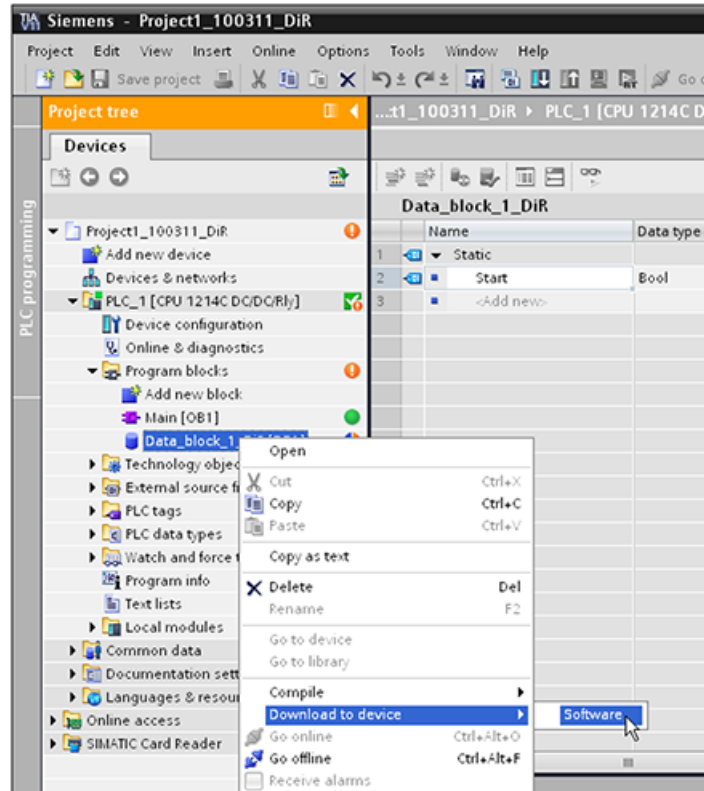 Siemens - Project1_100311_DiR
Project Edit View Insert Online Options Tools Window Help
Save project Go
Project tree
...t1_100311_DiR ▸ PLC_1 [CPU 1214C D
Devices
PLC programming
Data_block_1_DiR
Name Data type
1 Static
2 Start Bool
3 <Add new>
Project1_100311_DiR
Add new device
Devices & networks
PLC_1 [CPU 1214C DC/DC/Rly]
Device configuration
Online & diagnostics
Program blocks
Add new block
Main [OB1]
Data_block_1
Technology objec
External source f
PLC tags
PLC data types
Watch and force t
Program info
Text lists
Local modules
Common data
Documentation sett
Languages & resour
Online access
SIMATIC Card Reader
Open
Cut Ctrl+X
Copy Ctrl+C
Paste Ctrl+V
Copy as text
Delete Del
Rename F2
Go to device
Go to library
Compile
Download to device
Software
Go online Ctrl+Alt+O
Go offline Ctrl+Alt+F
Receive alarms